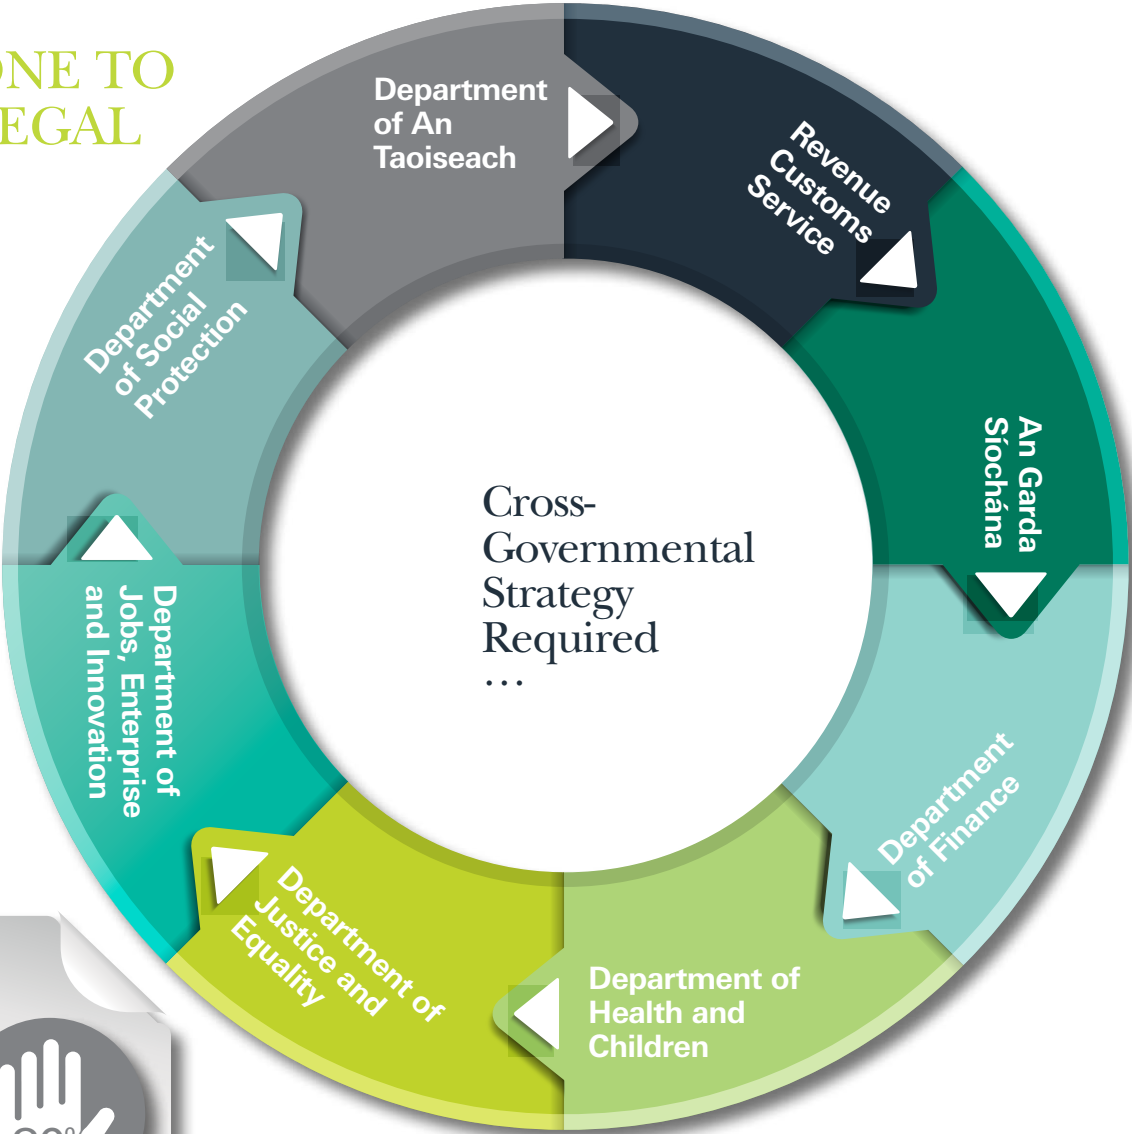 ONE TO
EGAL
Department
of An
Taoiseach
Revenue
Customs
Service
An Garda
Síochána
Department
of Finance
Department of
Health and
Children
Department of
Justice and
Equality
Department of
Jobs, Enterprise
and Innovation
Department
of Social
Protection
Cross-
Governmental
Strategy
Required
…